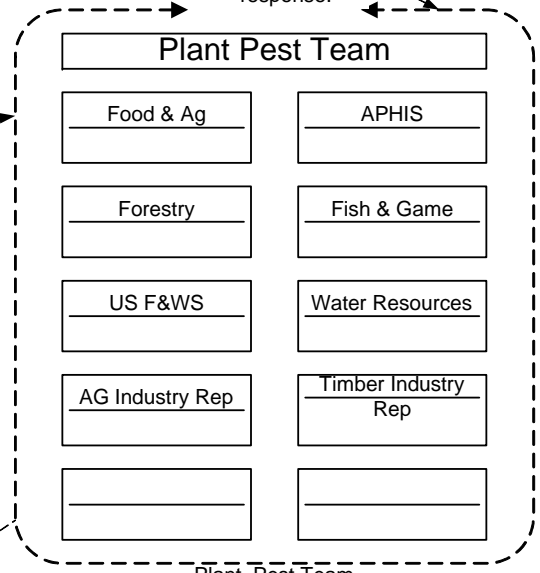 response.
Plant Pest Team
Food & Ag
APHIS
Forestry
Fish & Game
US F&WS
Water Resources
AG Industry Rep
Timber Industry
Rep
Plant Pest Team